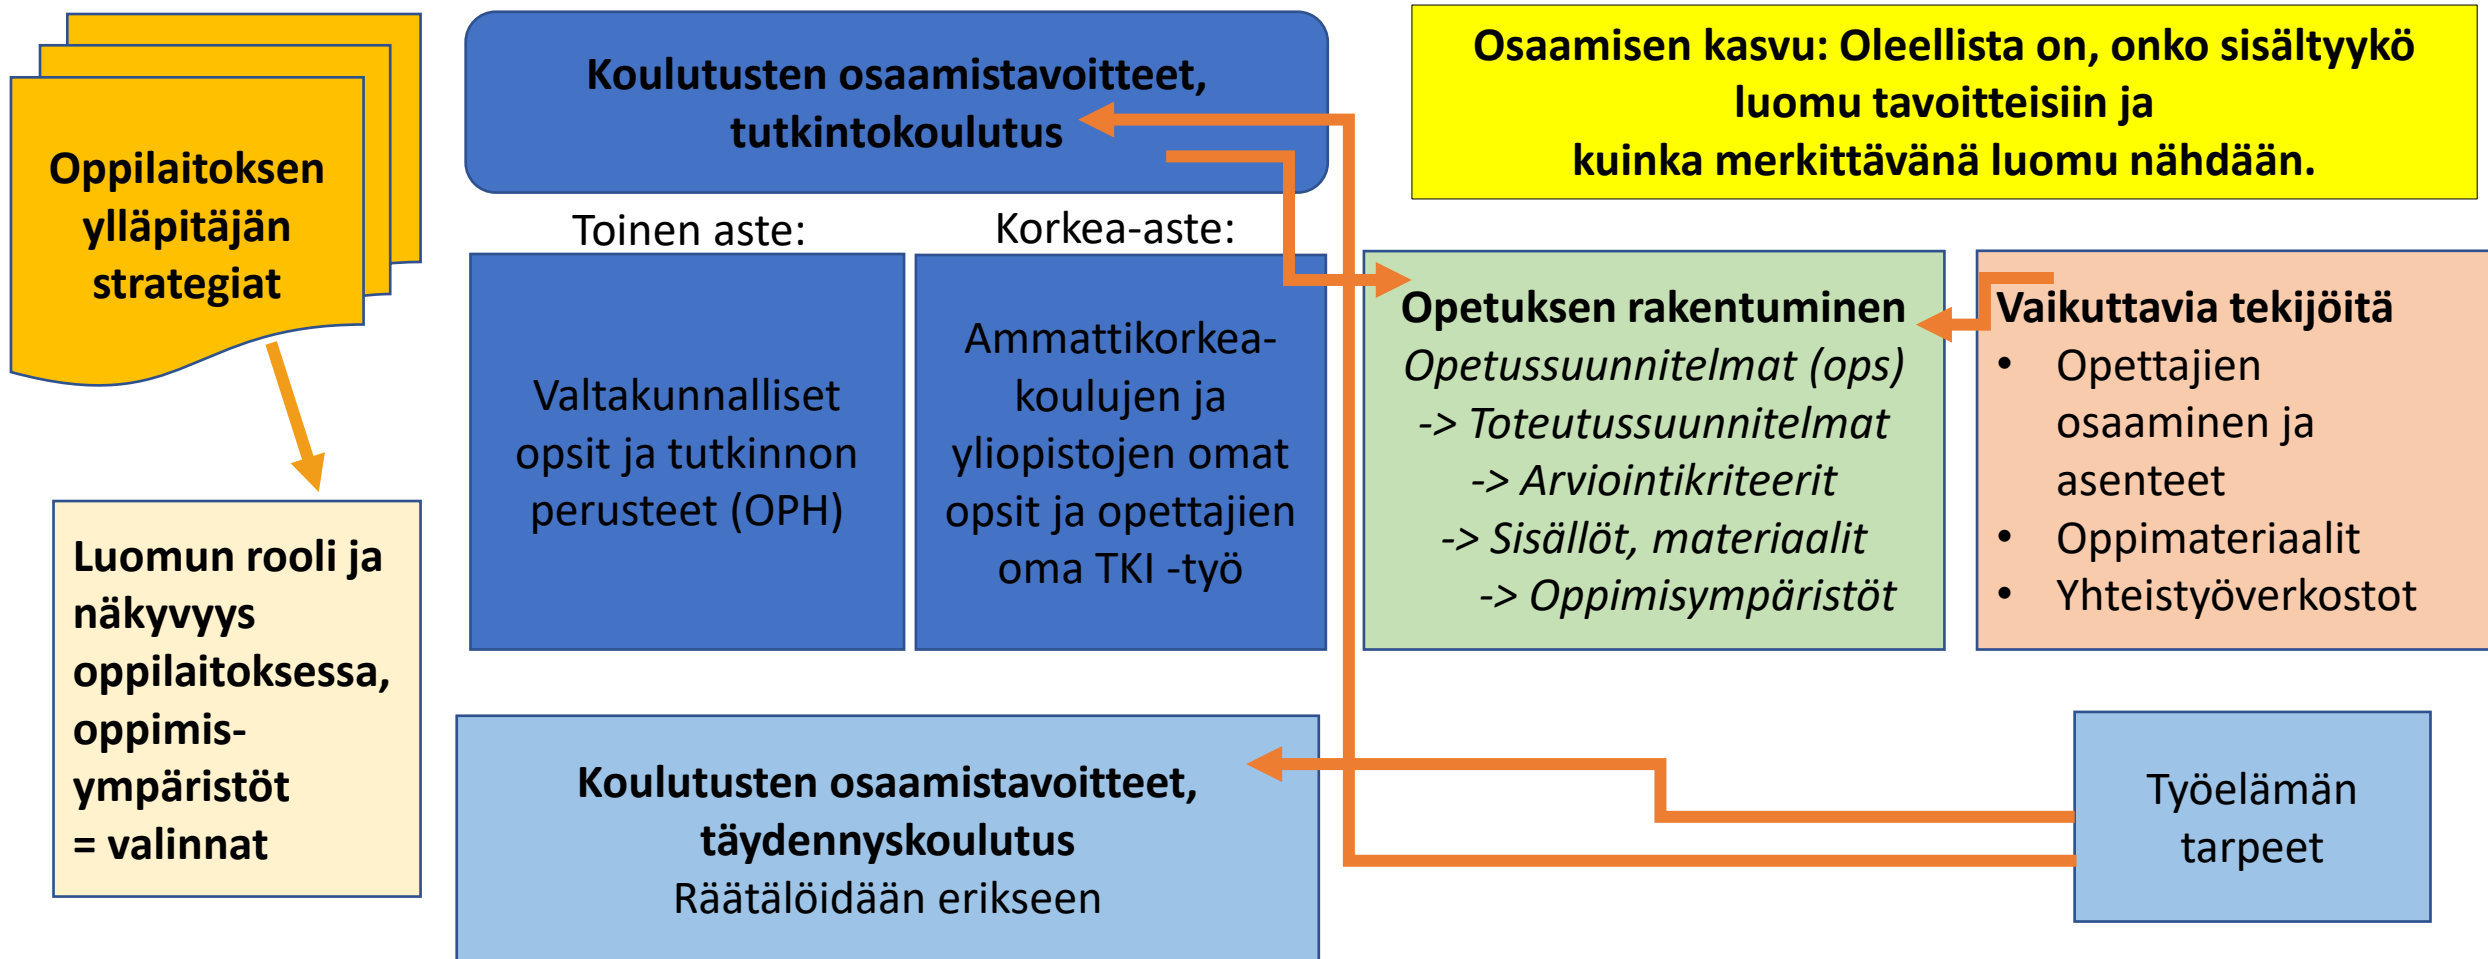 Oppilaitoksen
ylläpitäjän
strategiat
Luomun rooli ja
näkyvyys
oppilaitoksessa,
oppimis-
ympäristöt
= valinnat
Koulutusten osaamistavoitteet,
tutkintokoulutus
Toinen aste:
Valtakunnalliset
opsit ja tutkinnon
perusteet (OPH)
Korkea-aste:
Ammattikorkea-
koulujen ja
yliopistojen omat
opsit ja opettajien
oma TKI -työ
Osaamisen kasvu: Oleellista on, onko sisältyykö
luomu tavoitteisiin ja
kuinka merkittävänä luomu nähdään.
Opetuksen rakentuminen
Opetussuunnitelmat (ops)
-> Toteutussuunnitelmat
-> Arviointikriteerit
-> Sisällöt, materiaalit
-> Oppimisympäristöt
Vaikuttavia tekijöitä
• Opettajien
osaaminen ja
asenteet
• Oppimateriaalit
• Yhteistyöverkostot
Koulutusten osaamistavoitteet,
täydennyskoulutus
Räätälöidään erikseen
Työelämän
tarpeet